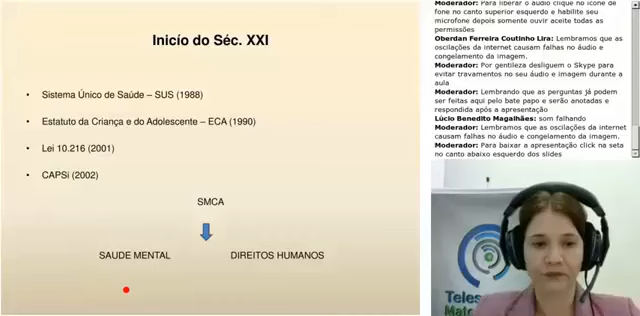 Início do Séc. XXI
• Sistema Único de Saúde – SUS (1988)
• Estatuto da Criança e do Adolescente – ECA (1990)
• Lei 10.216 (2001)
• CAPSi (2002)
SMCA
SAUDE MENTAL DIREITOS HUMANOS
Moderador: Para liberar o áudio clique no ícone de
fone no canto superior esquerdo e habilite seu
microfone depois somente ouvir aceite todas as
permissões
Oberdan Ferreira Coutinho Lira: Lembramos que as
oscilações da internet causam falhas no áudio e
congelamento da imagem.
Moderador: Por gentileza desliguem o Skype para
evitar travamentos no seu áudio e imagem durante a
aula
Moderador: Lembrando que as perguntas já podem
ser feitas aqui pelo bate papo e serão anotadas e
respondida após a apresentação
Lúcio Benedito Magalhães: som falhando
Moderador: Lembramos que as oscilações da internet
causam falhas no áudio e congelamento da imagem.
Moderador: Para baixar a apresentação click na seta
no canto abaixo esquerdo dos slides
Teles
Mato